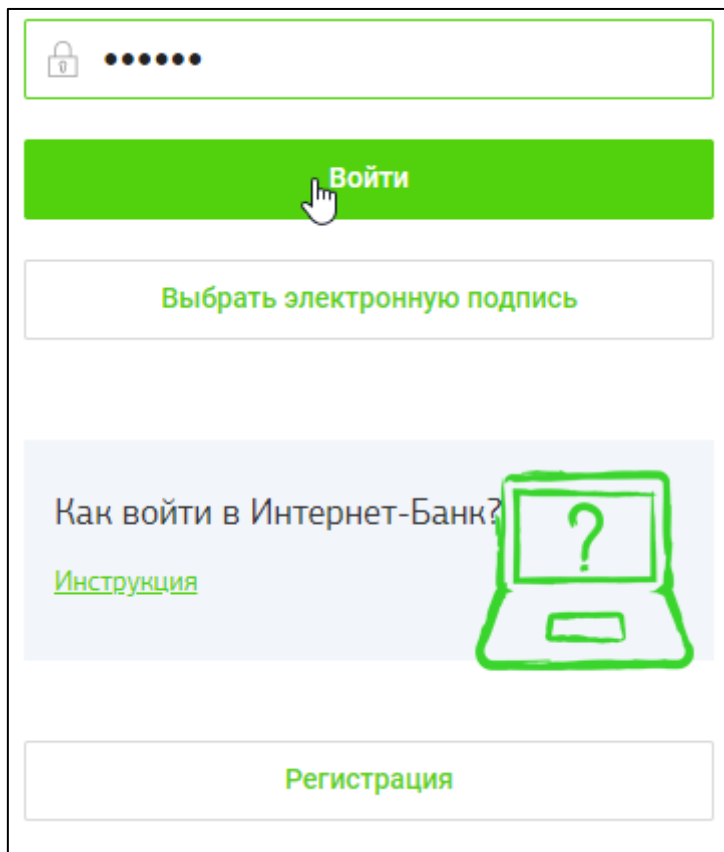 ••••••
Войти
Выбрать электронную подпись
Как войти в Интернет-Банк?
Инструкция
?
Регистрация